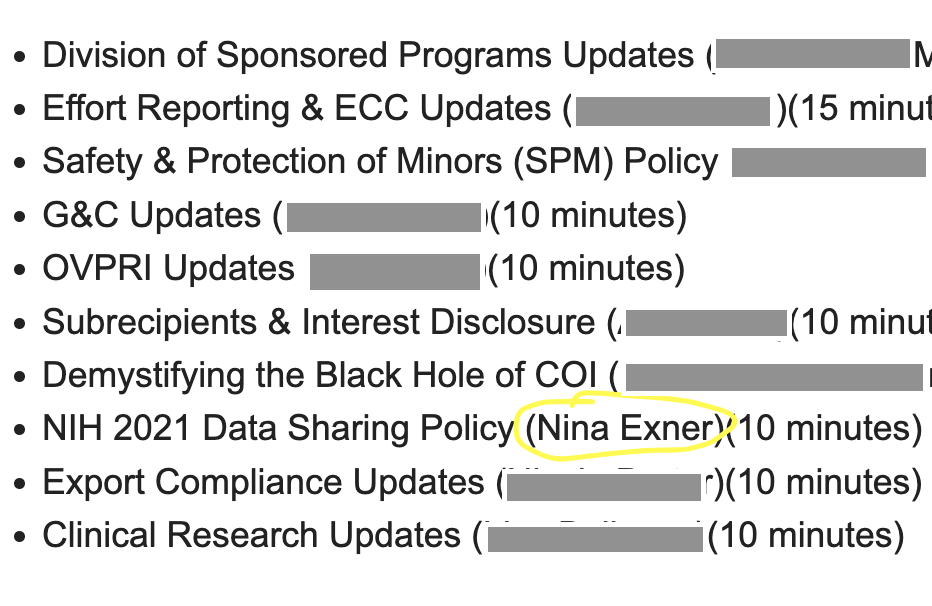 • Division of Sponsored Programs Updates (
• Effort Reporting & ECC Updates ( )(15
• Safety & Protection of Minors (SPM) Policy
• G&C Updates ( )(10 minutes)
• OVPRI Updates (10 minutes)
• Subrecipients & Interest Disclosure ( (10
• Demystifying the Black Hole of COI (
• NIH 2021 Data Sharing Policy (Nina Exner)(10 minutes)
• Export Compliance Updates ( )(10 minutes)
• Clinical Research Updates ( (10 minutes)